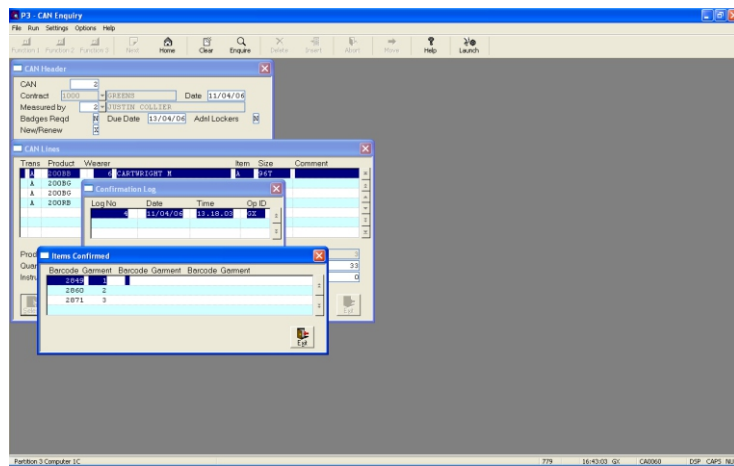 P3 - CAN Enquiry
File Run Settings Options Help
Function 1 Function 2 Function 3 Next Home Clear Enquire Delete Insert Abort Move Help Launch
CAN Header
CAN 2
Contract 1000 GREENS Date 11/04/06
Measured by 2 JUSTIN COLLIER
Badges Reqd N Due Date 13/04/06 Adnl Lockers N
New/Renew
CAN Lines
Trans Product Wearer Item Size Comment
A 200BB 6 CARTWRIGHT M A 96T
A 200BG
A 200BG
A 200RB
Confirmation Log
Log No Date Time Op ID
4 11/04/06 13.18.03 GX
Prod
Quan 33
Instru 0
Items Confirmed
Barcode Garment Barcode Garment Barcode Garment
2849 1
2860 2
2871 3
Exit
Exit
Partition 3 Computer 1C 779 16:43:03 GX CA0060 DSP CAPS NU